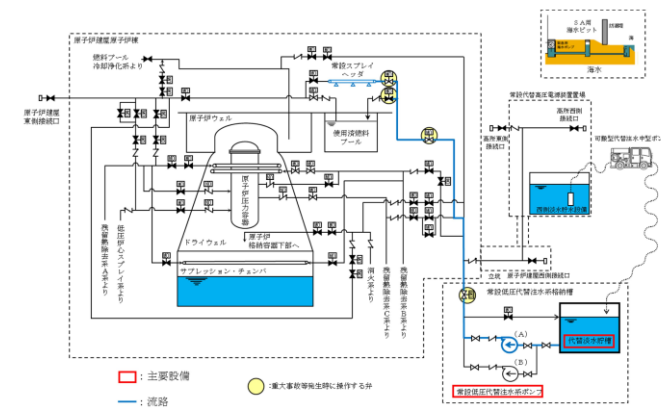 原子炉建屋原子炉棟
燃料プール
冷却浄化系より
常設スプレイ
ヘッダ
原子炉建屋
東側接続口
原子炉ウェル
使用済燃料
プール
原子炉圧力容器
ドライウェル
原子炉
格納容器下部へ
サプレッション・チェンバ
残留熱除去系A系より
低圧炉心スプレイ系より
消火系より
残留熱除去系C系より
残留熱除去系B系より
SA用
海水ピット
海
海水
常設代替高圧電源装置置場
高所東側
接続口
高所西側
接続口
可搬型代替注水中型ポンプ
西側淡水貯水設備
立坑
原子炉建屋西側接続口
常設低圧代替注水系格納槽
(A)
(B)
代替淡水貯槽
常設低圧代替注水系ポンプ
:主要設備
:流路
:重大事故等発生時に操作する弁